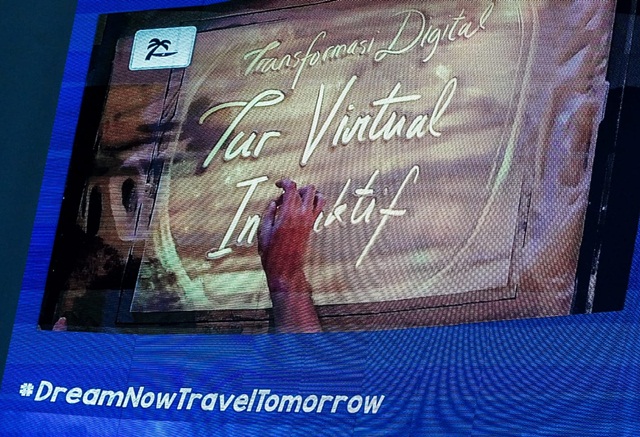 Transformasi Digital
Tur Virtual
#DreamNowTravelTomorrow